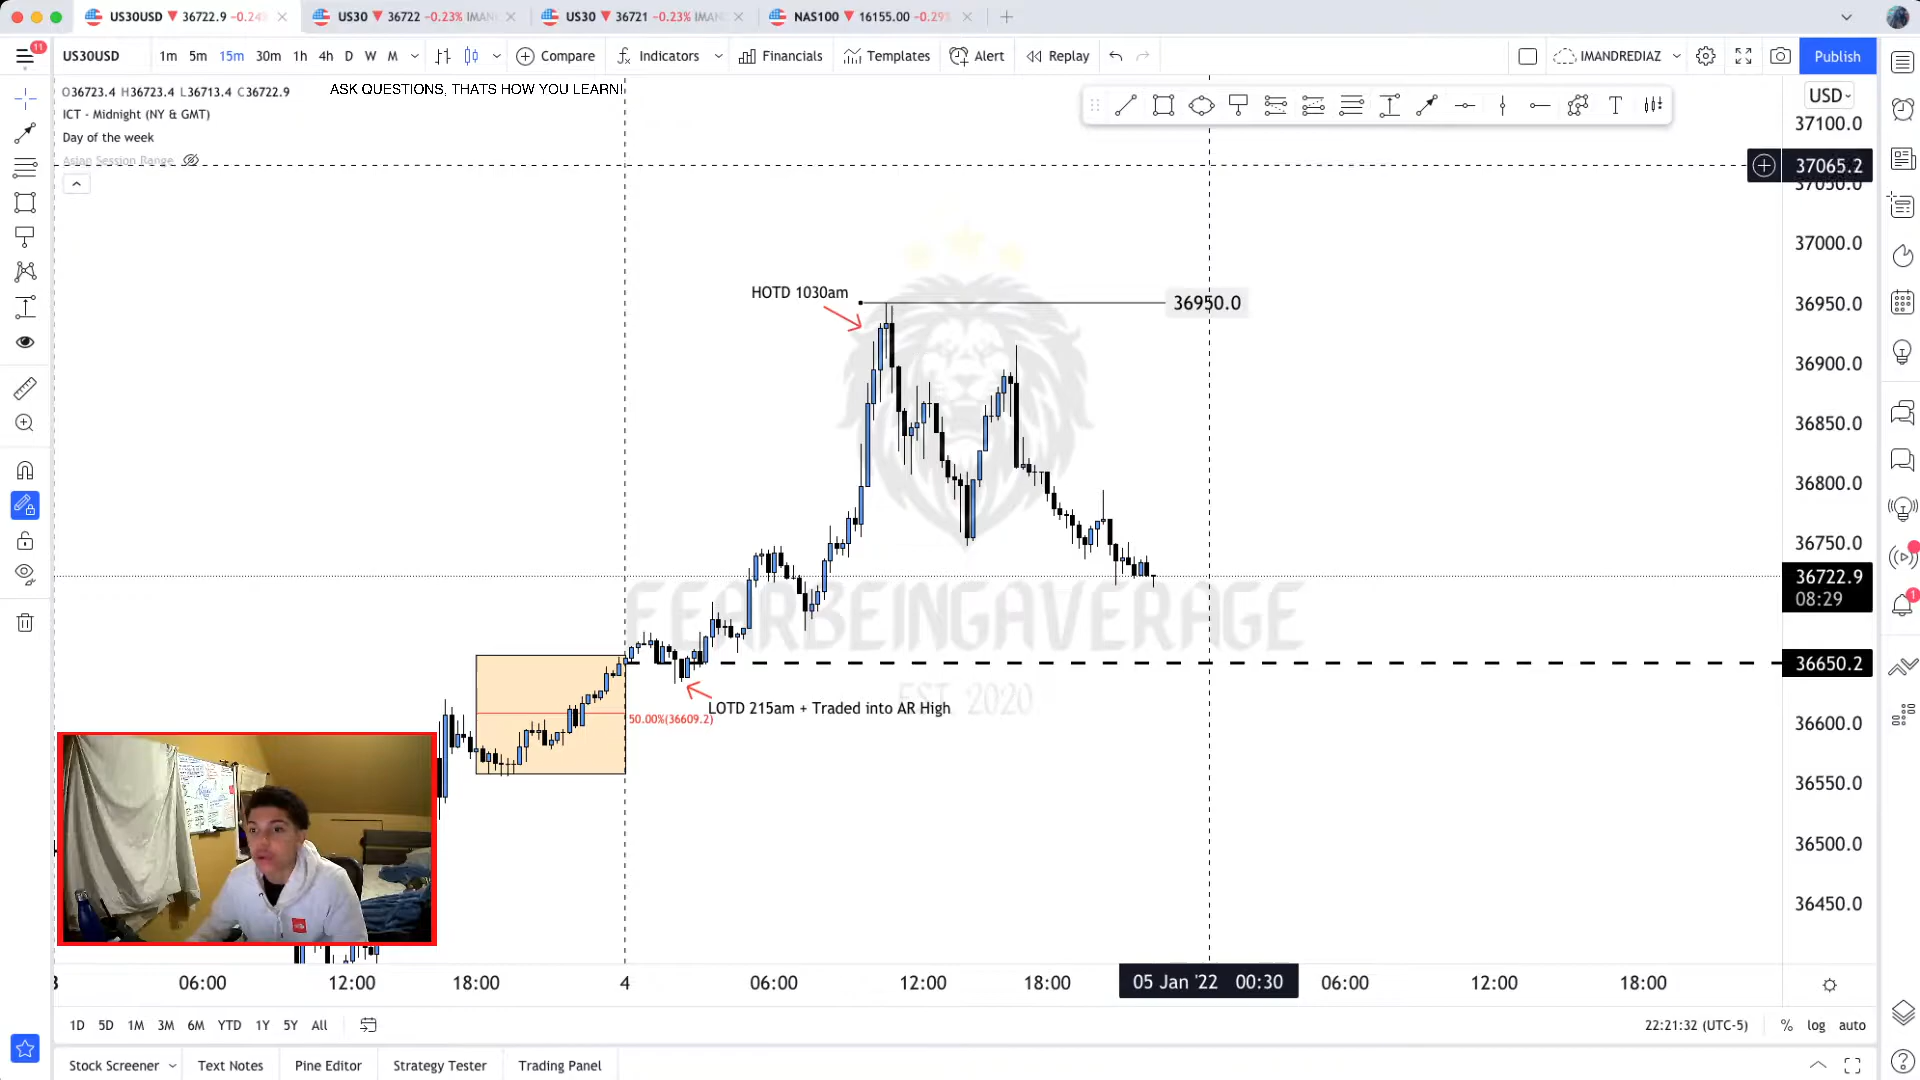 US30USD 36722.9 -0.24%
US30 36722 -0.23% IMAN
US30 36721 -0.23% IMAN
NAS100 16155.00 -0.29%
11
US30USD 1m 5m 15m 30m 1h 4h D W M Compare Indicators Financials Templates Alert Replay IMANDREDIAZ Publish
O36723.4 H36723.4 L36713.4 C36722.9
ASK QUESTIONS, THATS HOW YOU LEARN!
ICT - Midnight (NY & GMT)
Day of the week
Asian Session Range
USD
37100.0
37065.2
37050.0
37000.0
HOTD 1030am
36950.0
36950.0
36900.0
36850.0
36800.0
36750.0
36722.9
08:29
1
FEARBEINGAVERAGE
36650.2
EST. 2020
LOTD 215am + Traded into AR High
50.00%(36609.2)
36600.0
36550.0
36500.0
36450.0
3 06:00 12:00 18:00 4 06:00 12:00 18:00 05 Jan '22 00:30 06:00 12:00 18:00
1D 5D 1M 3M 6M YTD 1Y 5Y All 22:21:32 (UTC-5) % log auto
Stock Screener Text Notes Pine Editor Strategy Tester Trading Panel